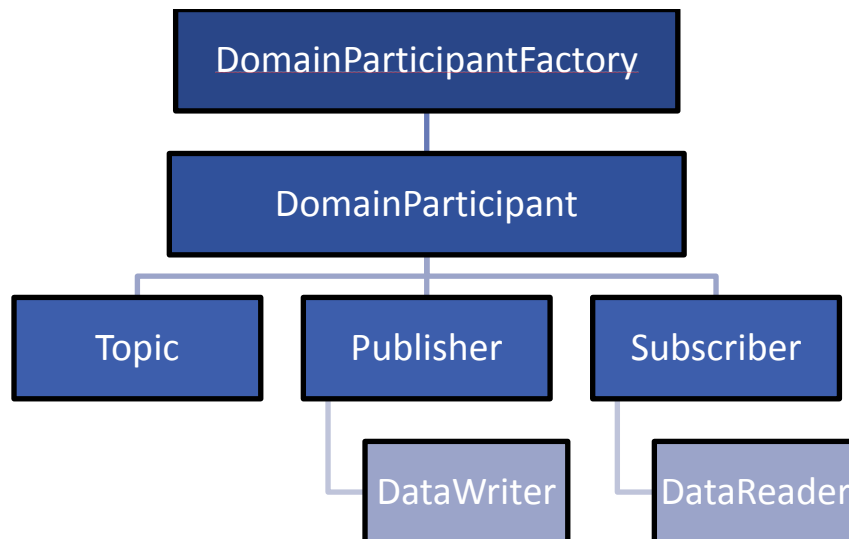 DomainParticipantFactory
DomainParticipant
Topic
Publisher
Subscriber
DataWriter
DataReader